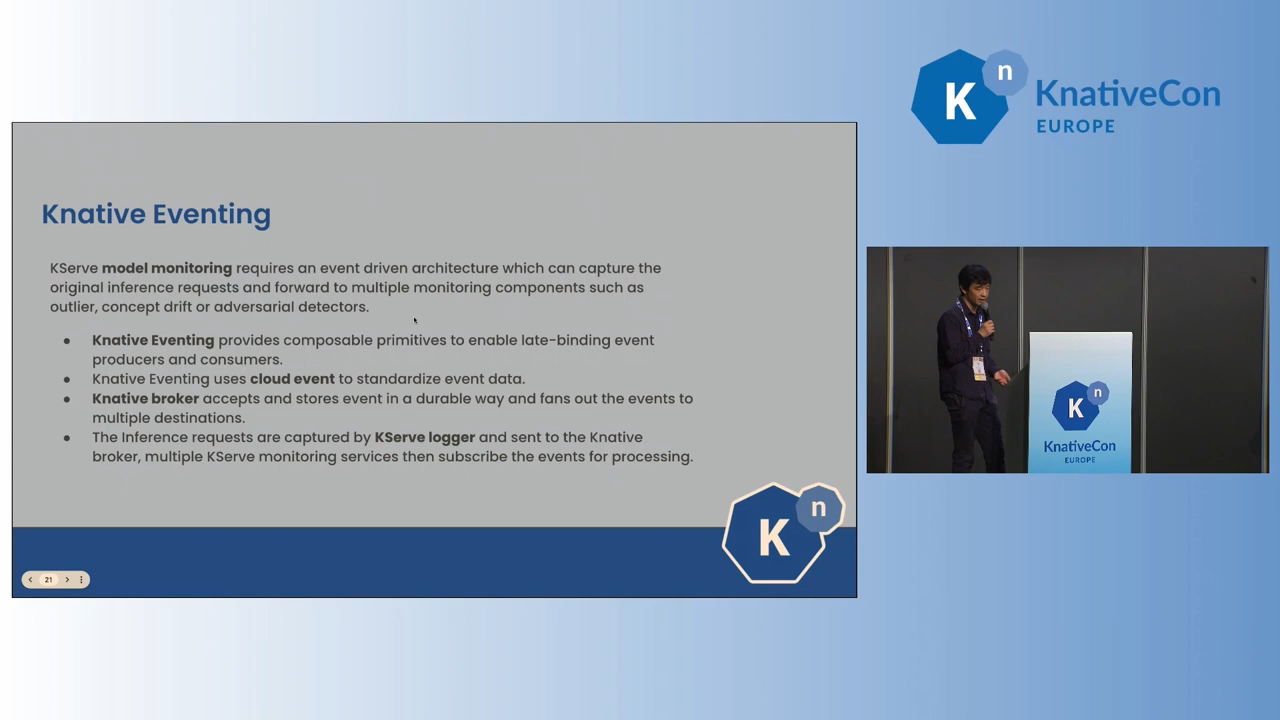 K n
KnativeCon
EUROPE
Knative Eventing
KServe model monitoring requires an event driven architecture which can capture the
original inference requests and forward to multiple monitoring components such as
outlier, concept drift or adversarial detectors.
● Knative Eventing provides composable primitives to enable late-binding event
producers and consumers.
● Knative Eventing uses cloud event to standardize event data.
● Knative broker accepts and stores event in a durable way and fans out the events to
multiple destinations.
● The Inference requests are captured by KServe logger and sent to the Knative
broker, multiple KServe monitoring services then subscribe the events for processing.
K n
21
K n
KnativeCon
EUROPE